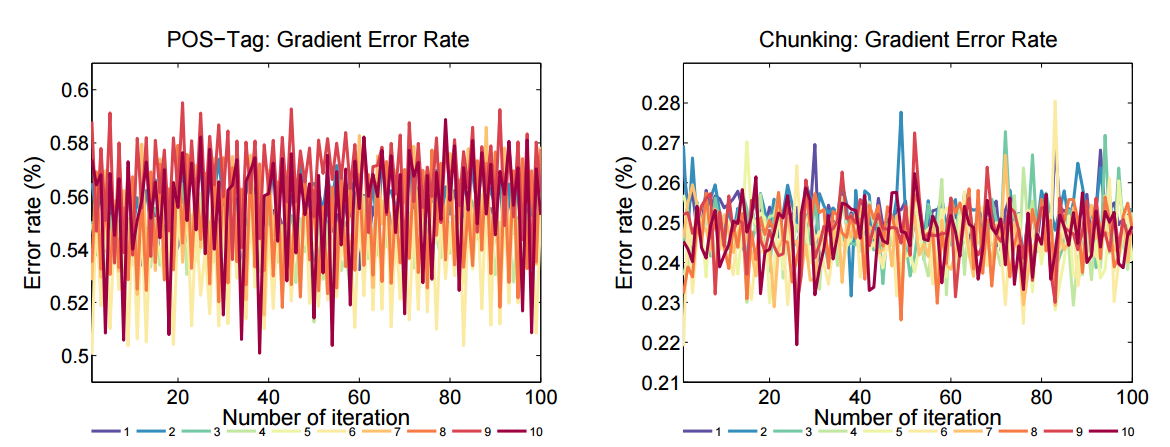 POS−Tag: Gradient Error Rate
Error rate (%)
0.6
0.58
0.56
0.54
0.52
0.5
20 40 60 80 100
Number of iteration
1 2 3 4 5 6 7 8 9 10
Chunking: Gradient Error Rate
Error rate (%)
0.28
0.27
0.26
0.25
0.24
0.23
0.22
0.21
20 40 60 80 100
Number of iteration
1 2 3 4 5 6 7 8 9 10